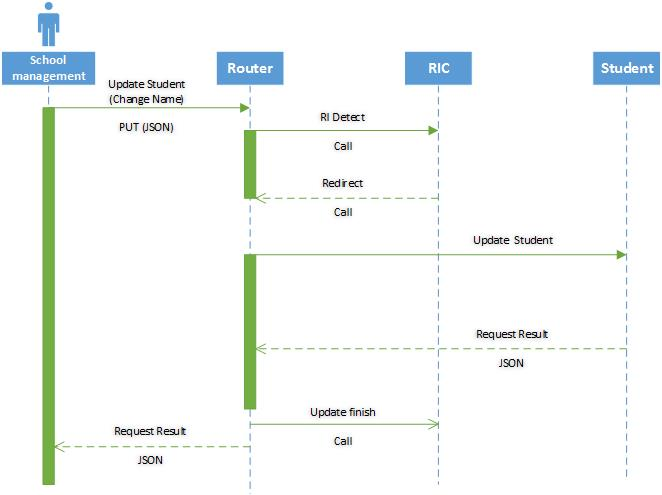 School
management
Router
RIC
Student
Update Student
(Change Name)
PUT (JSON)
RI Detect
Call
Redirect
Call
Update Student
Request Result
JSON
Update finish
Call
Request Result
JSON